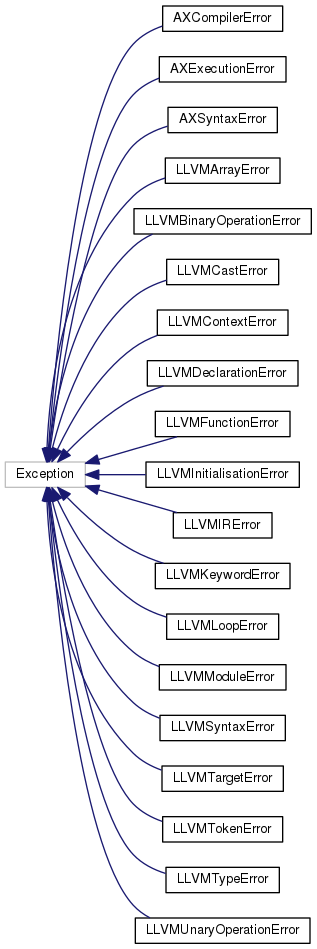 AXCompilerError
AXExecutionError
AXSyntaxError
LLVMArrayError
LLVMBinaryOperationError
LLVMCastError
LLVMContextError
LLVMDeclarationError
LLVMFunctionError
Exception
LLVMInitialisationError
LLVMIRError
LLVMKeywordError
LLVMLoopError
LLVMModuleError
LLVMSyntaxError
LLVMTargetError
LLVMTokenError
LLVMTypeError
LLVMUnaryOperationError